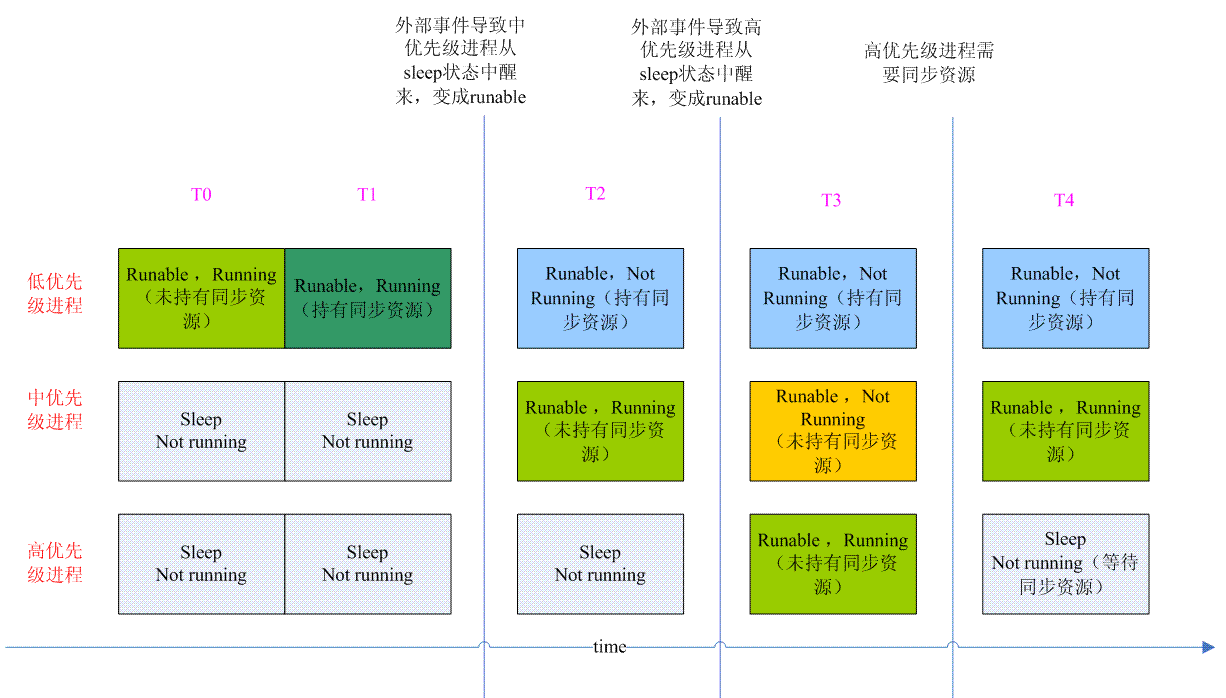 外部事件导致中
优先级进程从
sleep状态中醒
来，变成runable
外部事件导致高
优先级进程从
sleep状态中醒
来，变成runable
高优先级进程需
要同步资源
T0
T1
T2
T3
T4
低优先
级进程
Runable ，Running
（未持有同步资
源）
Runable，Running
（持有同步资源）
Runable，Not
Running（持有同
步资源）
Runable，Not
Running（持有同
步资源）
Runable，Not
Running（持有同
步资源）
中优先
级进程
Sleep
Not running
Sleep
Not running
Runable ，Running
（未持有同步资
源）
Runable ，Not
Running
（未持有同步资
源）
Runable ，Running
（未持有同步资
源）
高优先
级进程
Sleep
Not running
Sleep
Not running
Sleep
Not running
Runable ，Running
（未持有同步资
源）
Sleep
Not running（等待
同步资源）
time